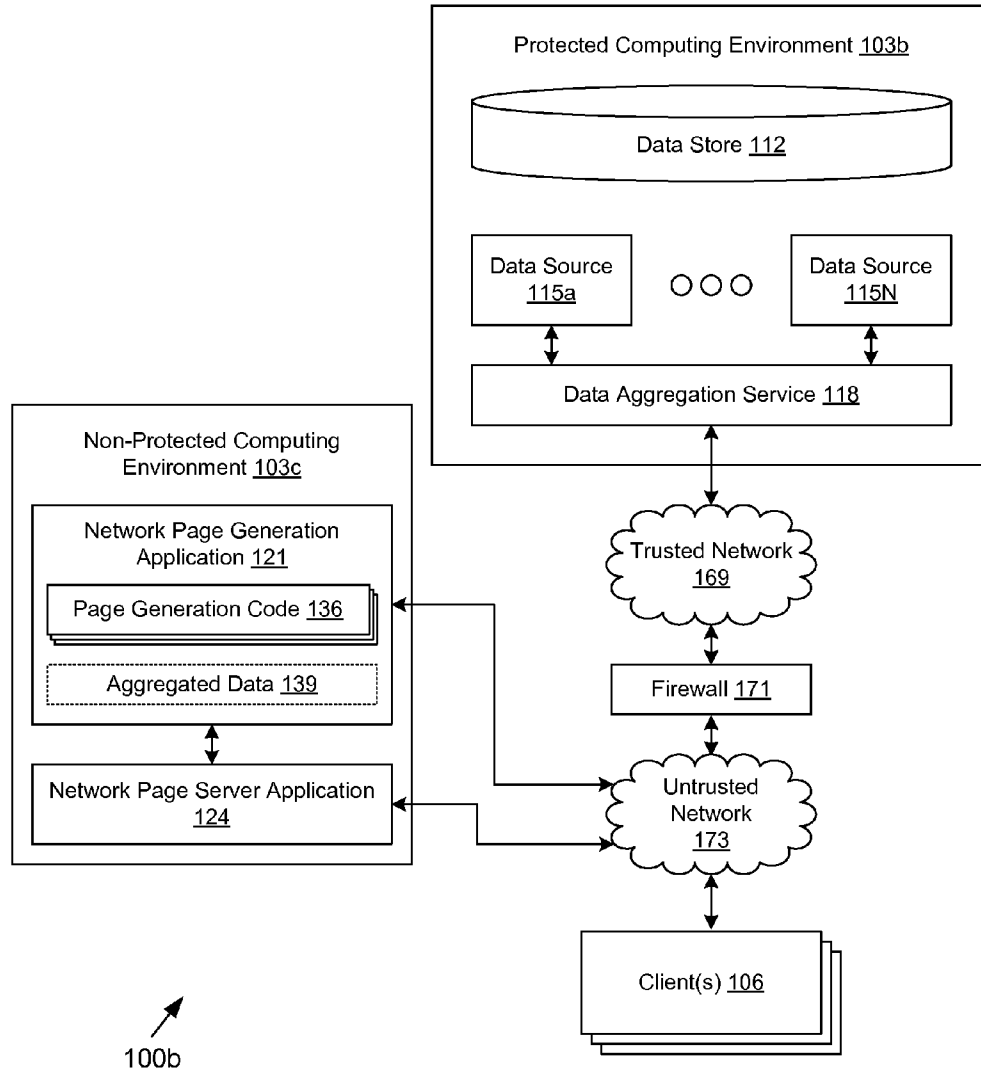 Protected Computing Environment 103b
Data Store 112
Data Source
115a
Data Source
115N
Data Aggregation Service 118
Non-Protected Computing
Environment 103c
Network Page Generation
Application 121
Page Generation Code 136
Aggregated Data 139
Network Page Server Application
124
Trusted Network
169
Firewall 171
Untrusted
Network
173
Client(s) 106
100b